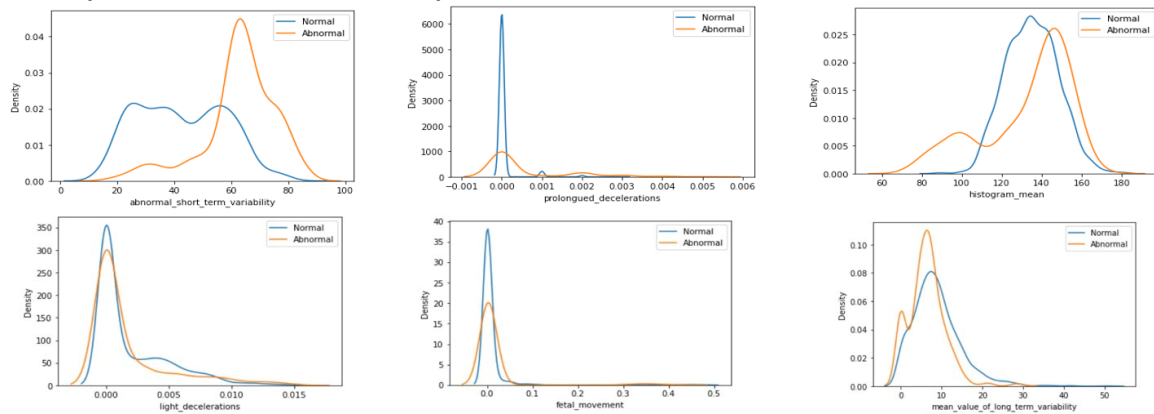 Normal
Abnormal
0.04
0.03
0.02
0.01
0.00
Density
0 20 40 60 80 100
abnormal_short_term_variability
Normal
Abnormal
6000
5000
4000
3000
2000
1000
0
Density
-0.001 0.000 0.001 0.002 0.003 0.004 0.005 0.006
prolongued_decelerations
Normal
Abnormal
0.025
0.020
0.015
0.010
0.005
0.000
Density
60 80 100 120 140 160 180
histogram_mean
Normal
Abnormal
350
300
250
200
150
100
50
0
Density
0.000 0.005 0.010 0.015
light_decelerations
Normal
Abnormal
40
35
30
25
20
15
10
5
0
Density
0.0 0.1 0.2 0.3 0.4 0.5
fetal_movement
Normal
Abnormal
0.10
0.08
0.06
0.04
0.02
0.00
Density
0 10 20 30 40 50
mean_value_of_long_term_variability